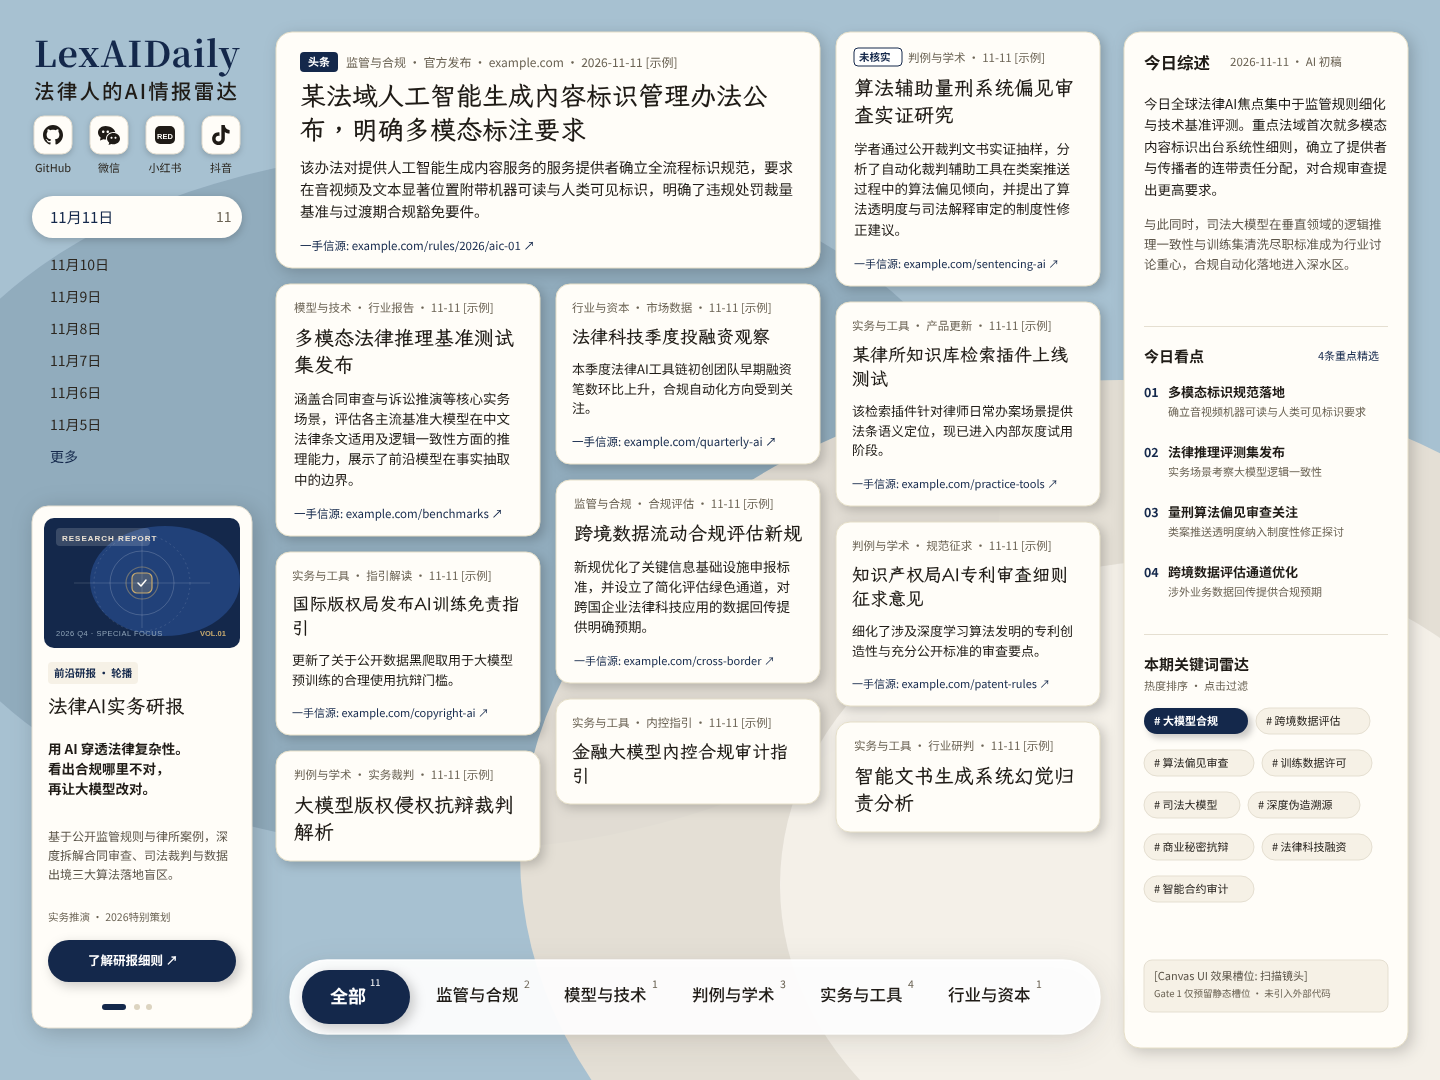 LexAIDaily
法律人的AI情报雷达
GitHub
微信
RED
小红书
抖音
11月11日 11
11月10日
11月9日
11月8日
11月7日
11月6日
11月5日
更多
RESEARCH REPORT
2026 Q4 · SPECIAL FOCUS VOL.01
前沿研报 • 轮播
法律AI实务研报
用 AI 穿透法律复杂性。
看出合规哪里不对，
再让大模型改对。
基于公开监管规则与律所案例，深
度拆解合同审查、司法裁判与数据
出境三大算法落地盲区。
实务推演 • 2026特别策划
了解研报细则 ↗
头条 监管与合规 • 官方发布 • example.com • 2026-11-11 [示例]
某法域人工智能生成内容标识管理办法公
布，明确多模态标注要求
该办法对提供人工智能生成内容服务的服务提供者确立全流程标识规范，要求
在音视频及文本显著位置附带机器可读与人类可见标识，明确了违规处罚裁量
基准与过渡期合规豁免要件。
一手信源: example.com/rules/2026/aic-01 ↗
模型与技术 • 行业报告 • 11-11 [示例]
多模态法律推理基准测试
集发布
涵盖合同审查与诉讼推演等核心实务
场景，评估各主流基准大模型在中文
法律条文适用及逻辑一致性方面的推
理能力，展示了前沿模型在事实抽取
中的边界。
一手信源: example.com/benchmarks ↗
实务与工具 • 指引解读 • 11-11 [示例]
国际版权局发布AI训练免责指
引
更新了关于公开数据黑爬取用于大模型
预训练的合理使用抗辩门槛。
一手信源: example.com/copyright-ai ↗
判例与学术 • 实务裁判 • 11-11 [示例]
大模型版权侵权抗辩裁判
解析
行业与资本 • 市场数据 • 11-11 [示例]
法律科技季度投融资观察
本季度法律AI工具链初创团队早期融资
笔数环比上升，合规自动化方向受到关
注。
一手信源: example.com/quarterly-ai ↗
监管与合规 • 合规评估 • 11-11 [示例]
跨境数据流动合规评估新规
新规优化了关键信息基础设施申报标
准，并设立了简化评估绿色通道，对
跨国企业法律科技应用的数据回传提
供明确预期。
一手信源: example.com/cross-border ↗
实务与工具 • 内控指引 • 11-11 [示例]
金融大模型内控合规审计指
引
未核实 判例与学术 • 11-11 [示例]
算法辅助量刑系统偏见审
查实证研究
学者通过公开裁判文书实证抽样，分
析了自动化裁判辅助工具在类案推送
过程中的算法偏见倾向，并提出了算
法透明度与司法解释审定的制度性修
正建议。
一手信源: example.com/sentencing-ai ↗
实务与工具 • 产品更新 • 11-11 [示例]
某律所知识库检索插件上线
测试
该检索插件针对律师日常办案场景提供
法条语义定位，现已进入内部灰度试用
阶段。
一手信源: example.com/practice-tools ↗
判例与学术 • 规范征求 • 11-11 [示例]
知识产权局AI专利审查细则
征求意见
细化了涉及深度学习算法发明的专利创
造性与充分公开标准的审查要点。
一手信源: example.com/patent-rules ↗
实务与工具 • 行业研判 • 11-11 [示例]
智能文书生成系统幻觉归
责分析
全部 11
监管与合规 2
模型与技术 1
判例与学术 3
实务与工具 4
行业与资本 1
今日综述 2026-11-11 • AI 初稿
今日全球法律AI焦点集中于监管规则细化
与技术基准评测。重点法域首次就多模态
内容标识出台系统性细则，确立了提供者
与传播者的连带责任分配，对合规审查提
出更高要求。
与此同时，司法大模型在垂直领域的逻辑推
理一致性与训练集清洗尽职标准成为行业讨
论重心，合规自动化落地进入深水区。
今日看点 4条重点精选
01 多模态标识规范落地
确立音视频机器可读与人类可见标识要求
02 法律推理评测集发布
实务场景考察大模型逻辑一致性
03 量刑算法偏见审查关注
类案推送透明度纳入制度性修正探讨
04 跨境数据评估通道优化
涉外业务数据回传提供合规预期
本期关键词雷达
热度排序 • 点击过滤
# 大模型合规 # 跨境数据评估
# 算法偏见审查 # 训练数据许可
# 司法大模型 # 深度伪造溯源
# 商业秘密抗辩 # 法律科技融资
# 智能合约审计
[Canvas UI 效果槽位: 扫描镜头]
Gate 1 仅预留静态槽位 • 未引入外部代码